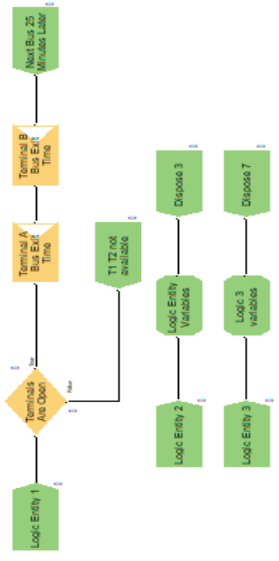 Logic Entity 1
Terminals
Are Open
True
False
Terminal A
Bus Exit
Time
Terminal B
Bus Exit
Time
Next Bus 25
Minutes Later
T1 T2 not
available
Logic Entity 2
Logic Entity
Variables
Dispose 3
Logic Entity 3
Logic 3
variables
Dispose 7